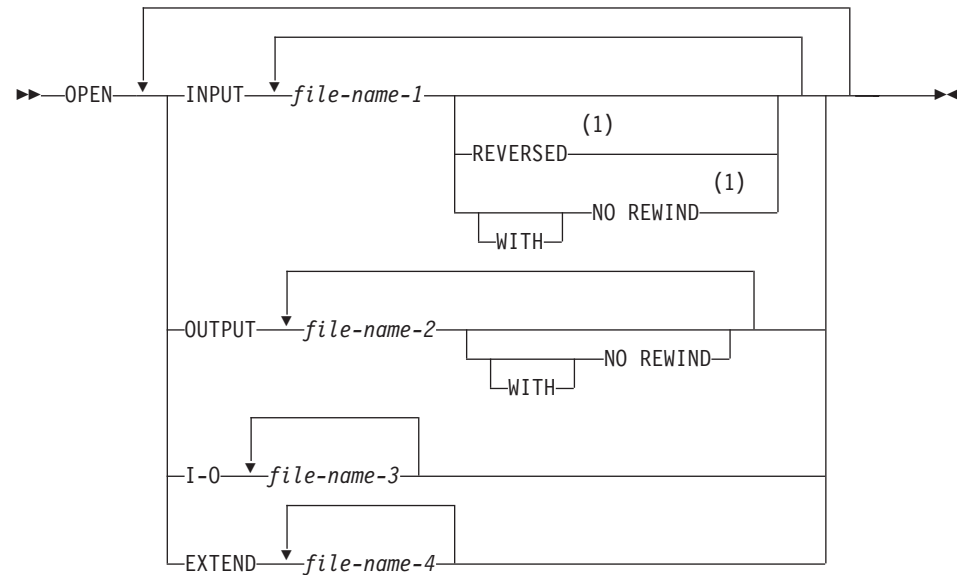 OPEN INPUT file-name-1
(1)
REVERSED
(1)
NO REWIND
WITH
OUTPUT file-name-2
NO REWIND
WITH
I-O file-name-3
EXTEND file-name-4